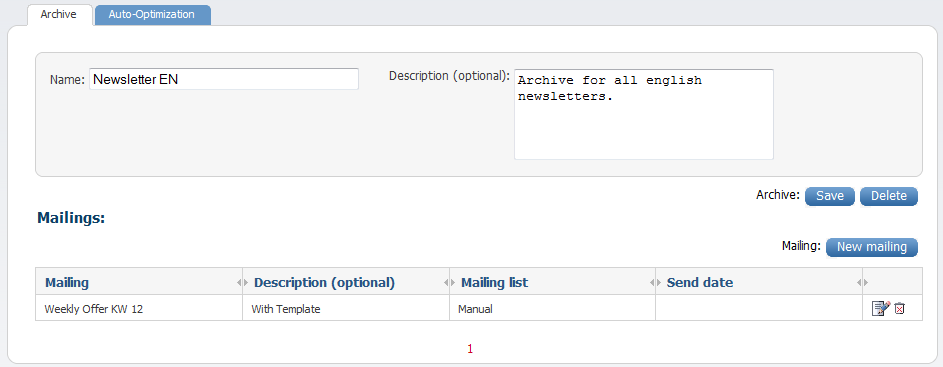 Archive Auto-Optimization
Name: Newsletter EN Description (optional): Archive for all english
newsletters.
Archive: Save Delete
Mailings:
Mailing: New mailing
Mailing Description (optional) Mailing list Send date
Weekly Offer KW 12 With Template Manual
1